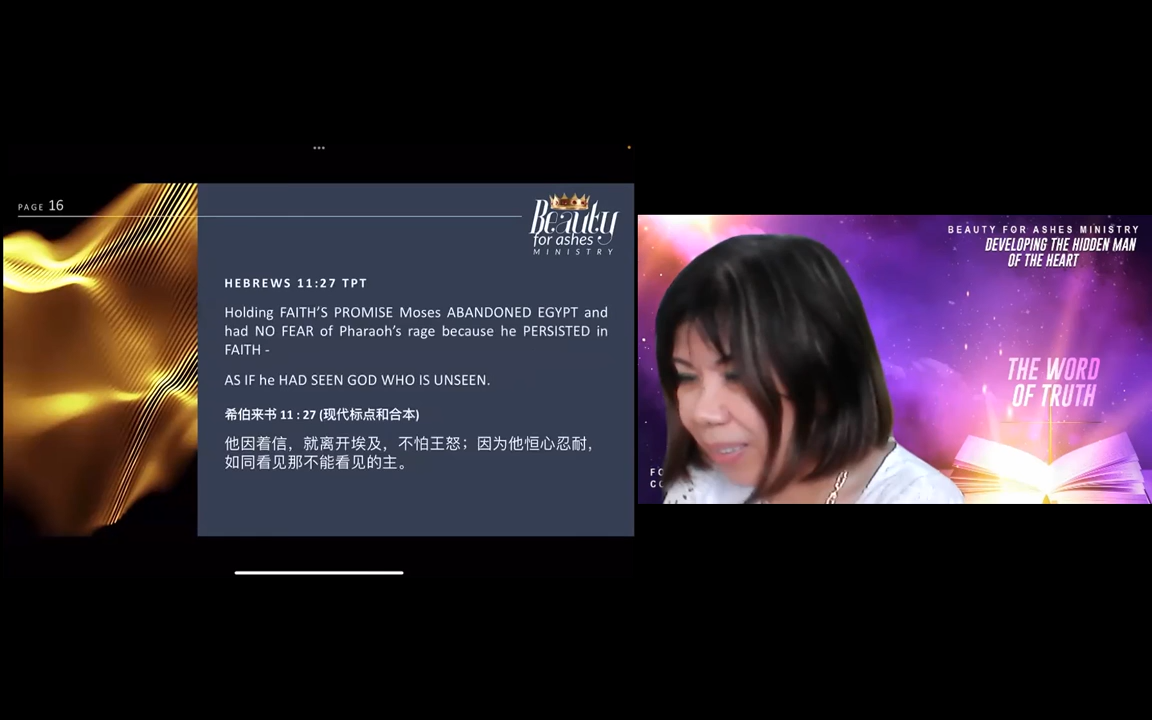 PAGE 16
Beauty
for ashes
MINISTRY
HEBREWS 11:27 TPT
Holding FAITH'S PROMISE Moses ABANDONED EGYPT and
had NO FEAR of Pharaoh's rage because he PERSISTED in
FAITH -
AS IF he HAD SEEN GOD WHO IS UNSEEN.
希伯来书 11 : 27 (现代标点和合本)
他因着信，就离开埃及，不怕王怒；因为他恒心忍耐，
如同看见那不能看见的主。
BEAUTY FOR ASHES MINISTRY
DEVELOPING THE HIDDEN MAN
OF THE HEART
THE WORD
OF TRUTH